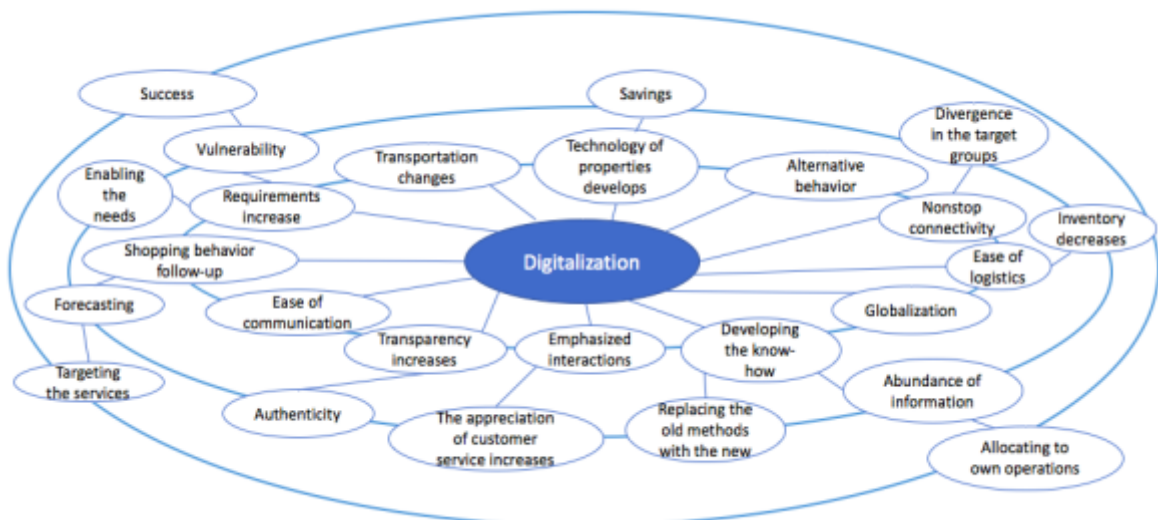 Success
Savings
Divergence
in the target
groups
Vulnerability
Transportation
changes
Technology of
properties
develops
Alternative
behavior
Enabling
the
needs
Requirements
increase
Nonstop
connectivity
Inventory
decreases
Shopping behavior
follow-up
Digitalization
Ease of
logistics
Forecasting
Ease of
communication
Globalization
Transparency
increases
Emphasized
interactions
Developing
the know-
how
Targeting
the services
Authenticity
The appreciation
of customer
service increases
Replacing the
old methods
with the new
Abundance of
information
Allocating to
own operations